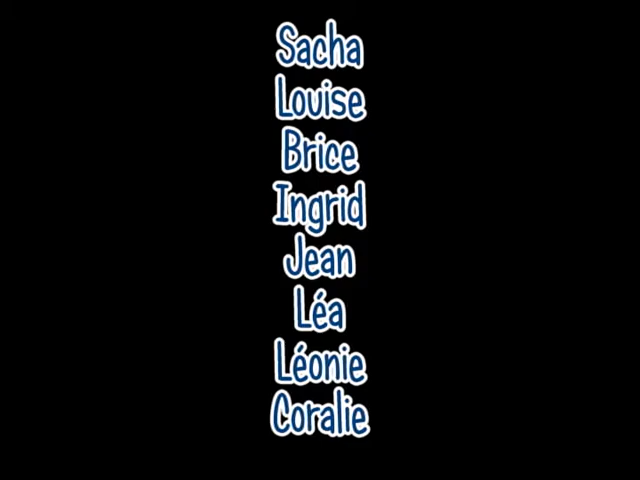 Sacha
Louise
Brice
Ingrid
Jean
Léa
Léonie
Coralie